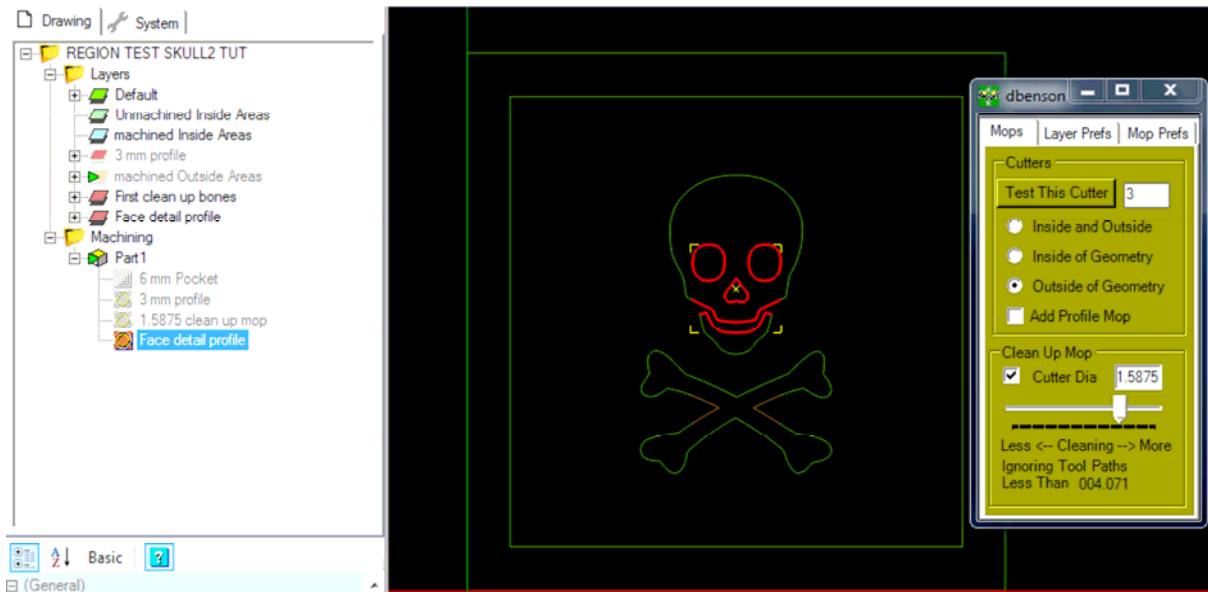 Drawing
System
REGION TEST SKULL2 TUT
Layers
Default
Unmachined Inside Areas
machined Inside Areas
3 mm profile
machined Outside Areas
First clean up bones
Face detail profile
Machining
Part1
6 mm Pocket
3 mm profile
1.5875 clean up mop
Face detail profile
Basic
(General)
dbenson
Mops
Layer Prefs
Mop Prefs
Cutters
Test This Cutter 3
Inside and Outside
Inside of Geometry
Outside of Geometry
Add Profile Mop
Clean Up Mop
Cutter Dia 1.5875
Less <-- Cleaning --> More
Ignoring Tool Paths
Less Than 004.071